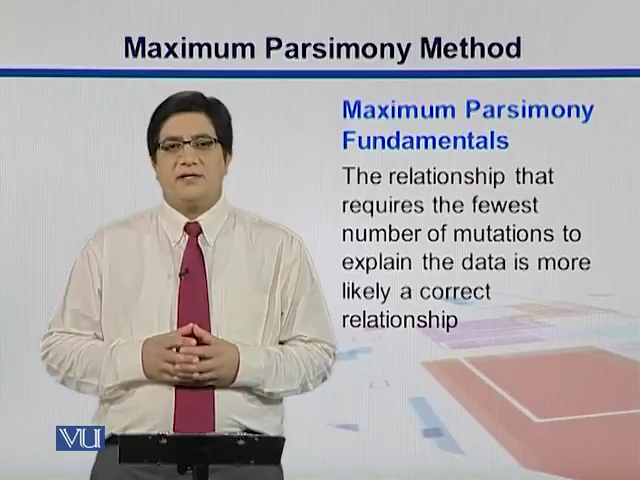 Maximum Parsimony Method
Maximum Parsimony
Fundamentals
The relationship that
requires the fewest
number of mutations to
explain the data is more
likely a correct
relationship
VU